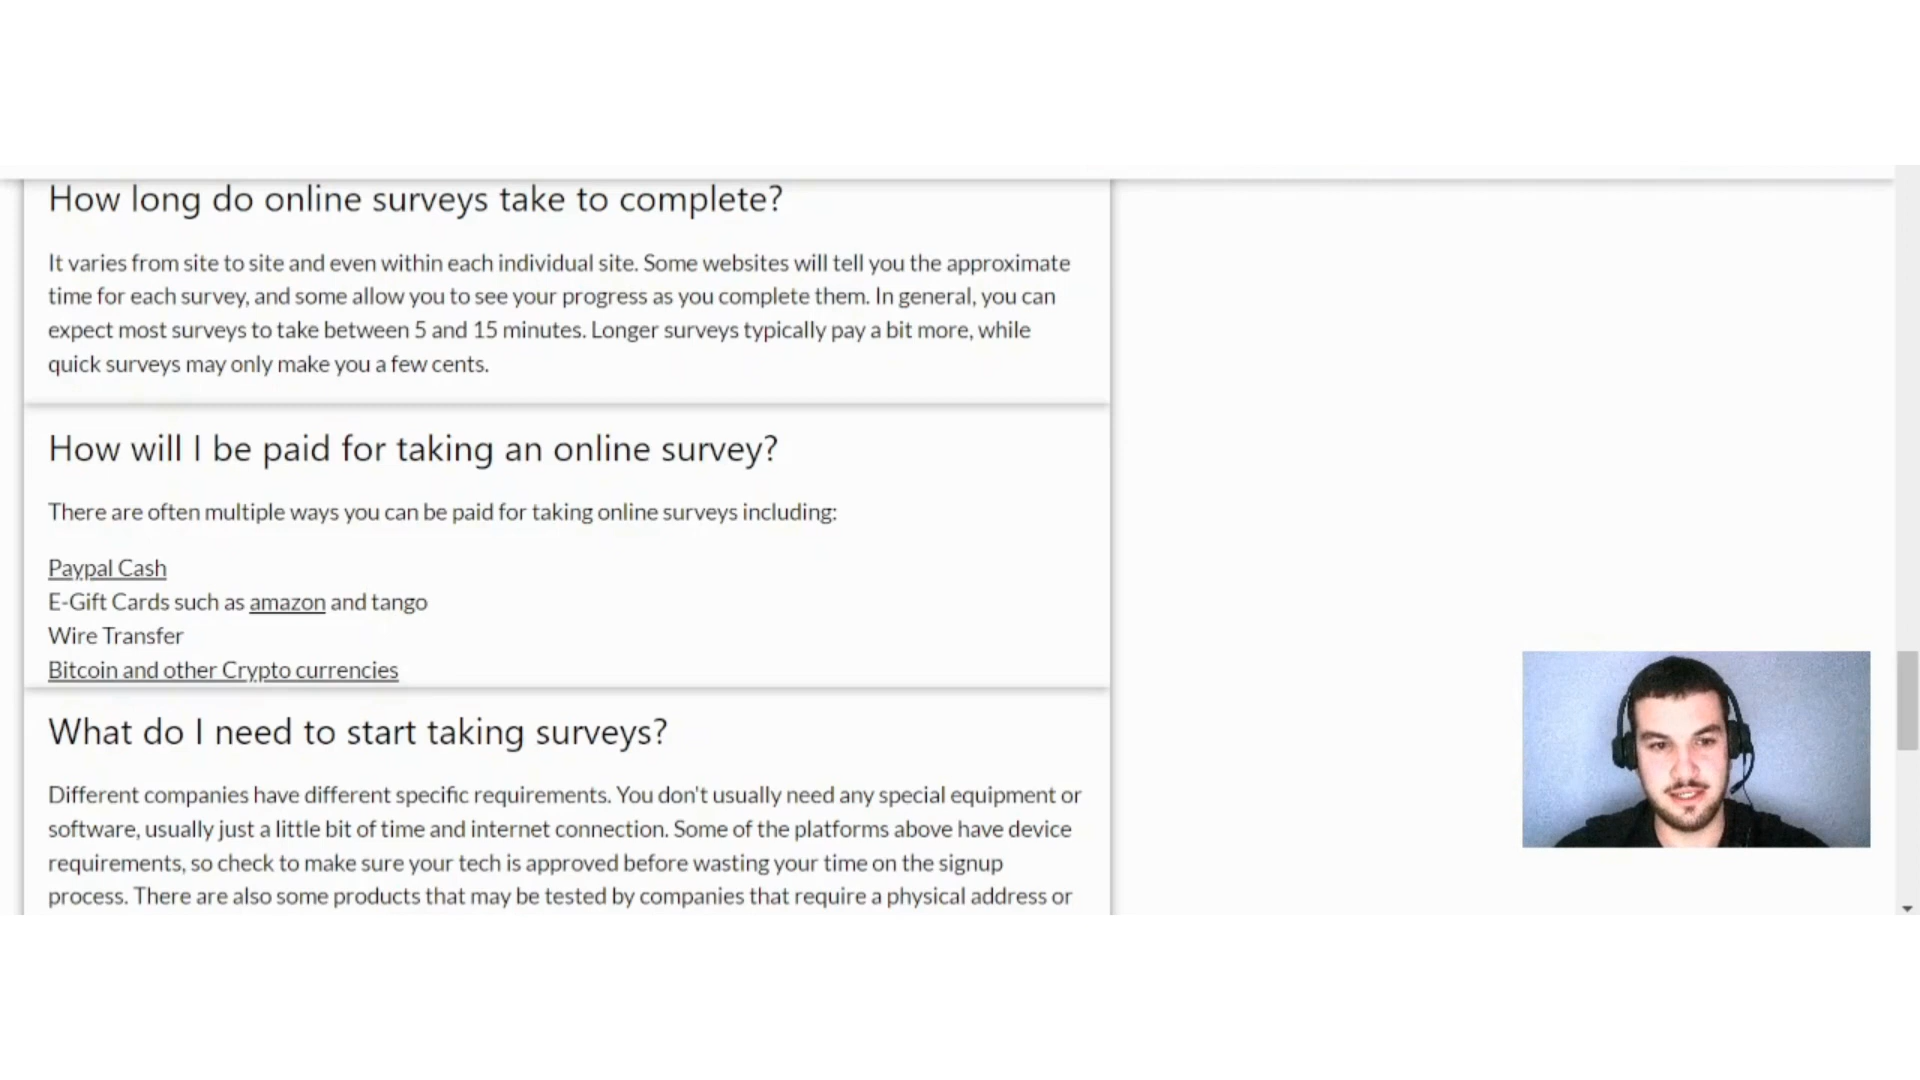 How long do online surveys take to complete?
It varies from site to site and even within each individual site. Some websites will tell you the approximate
time for each survey, and some allow you to see your progress as you complete them. In general, you can
expect most surveys to take between 5 and 15 minutes. Longer surveys typically pay a bit more, while
quick surveys may only make you a few cents.
How will I be paid for taking an online survey?
There are often multiple ways you can be paid for taking online surveys including:
Paypal Cash
E-Gift Cards such as amazon and tango
Wire Transfer
Bitcoin and other Crypto currencies
What do I need to start taking surveys?
Different companies have different specific requirements. You don't usually need any special equipment or
software, usually just a little bit of time and internet connection. Some of the platforms above have device
requirements, so check to make sure your tech is approved before wasting your time on the signup
process. There are also some products that may be tested by companies that require a physical address or